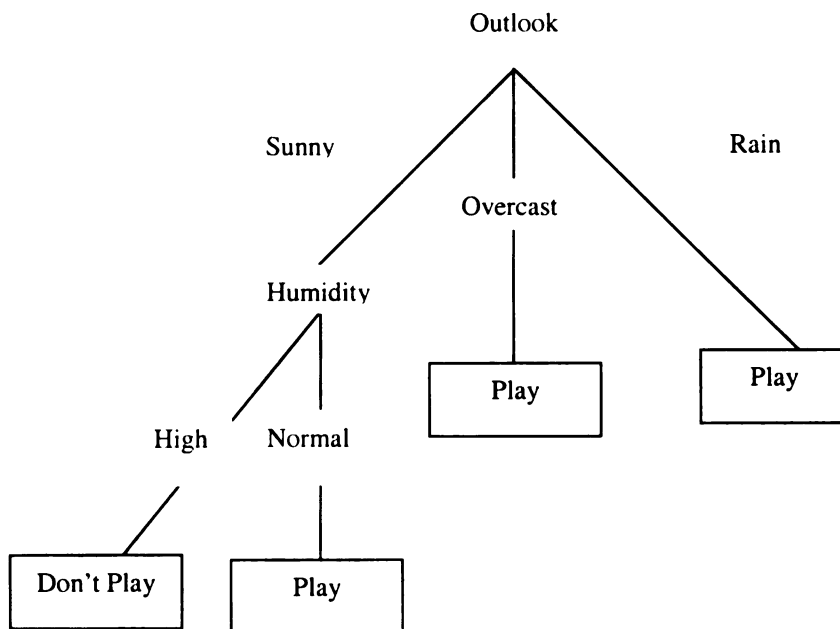 Outlook
Sunny
Rain
Overcast
Humidity
Play
Play
High
Normal
Don't Play
Play